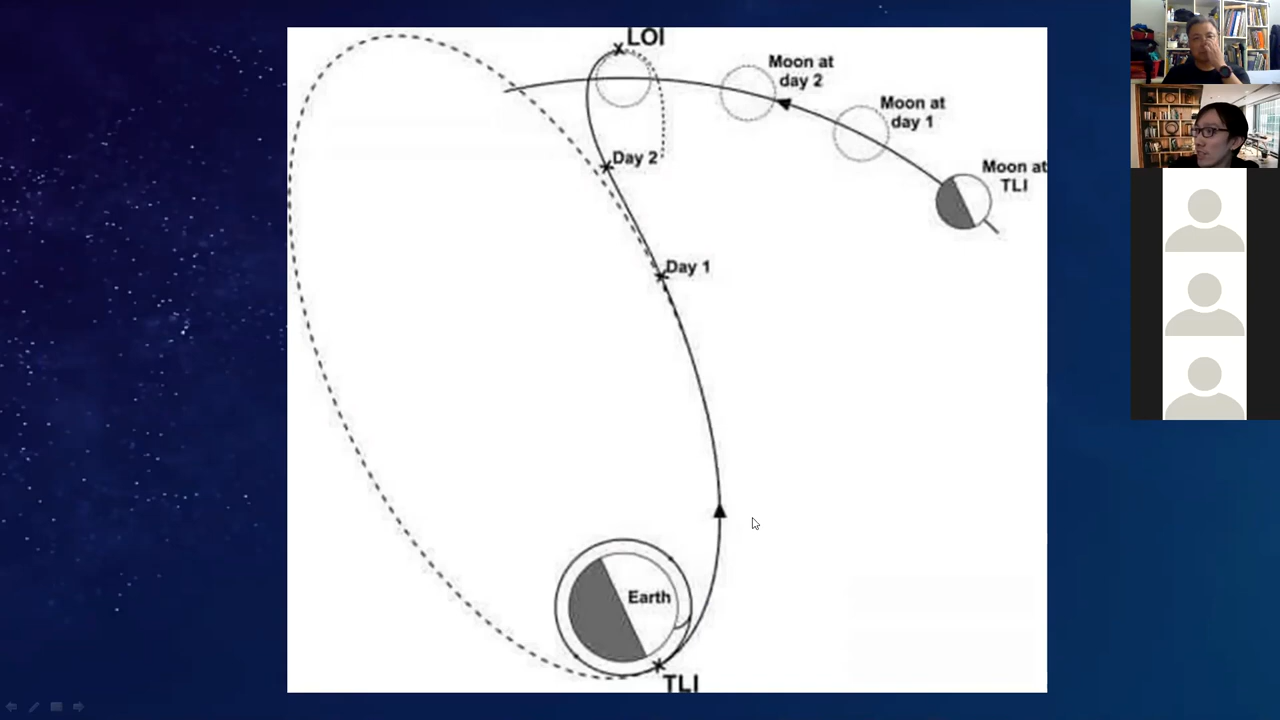 LOI
Moon at
day 2
Moon at
day 1
Day 2
Moon at
TLI
Day 1
Earth
TLI